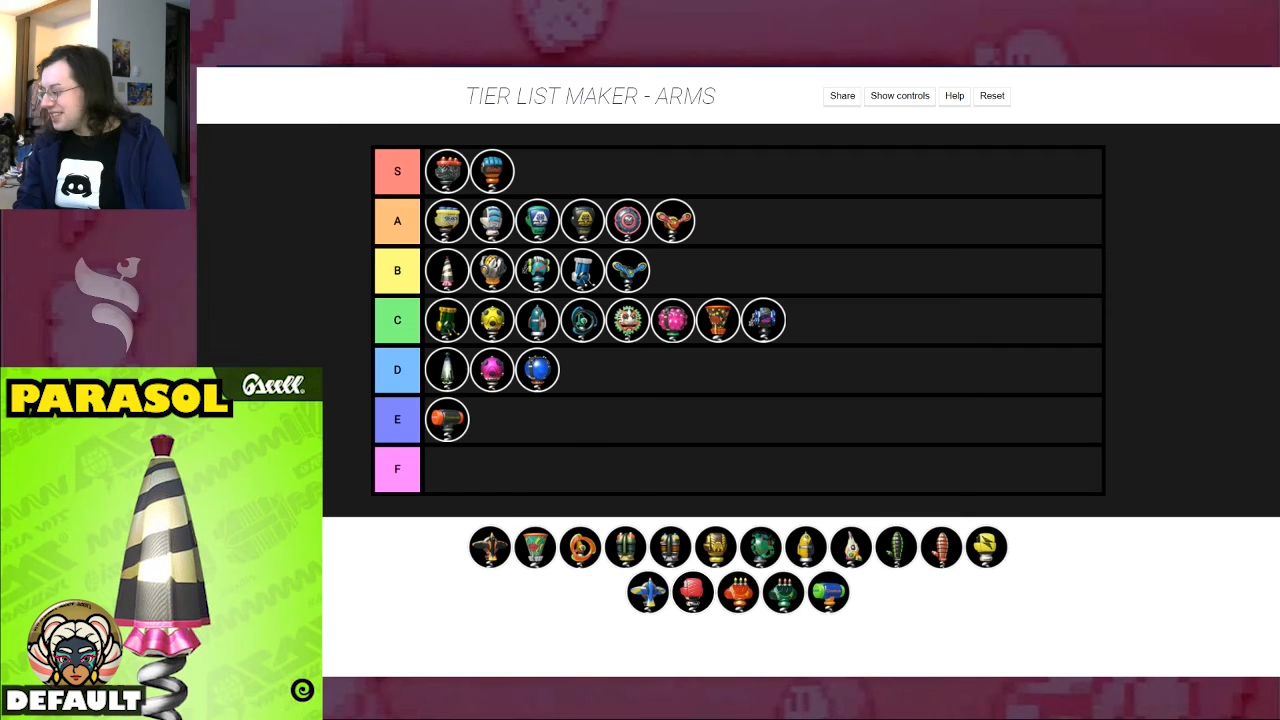 TIER LIST MAKER - ARMS
Share
Show controls
Help
Reset
S
A
B
C
D
E
F
PARASOL
DEFAULT